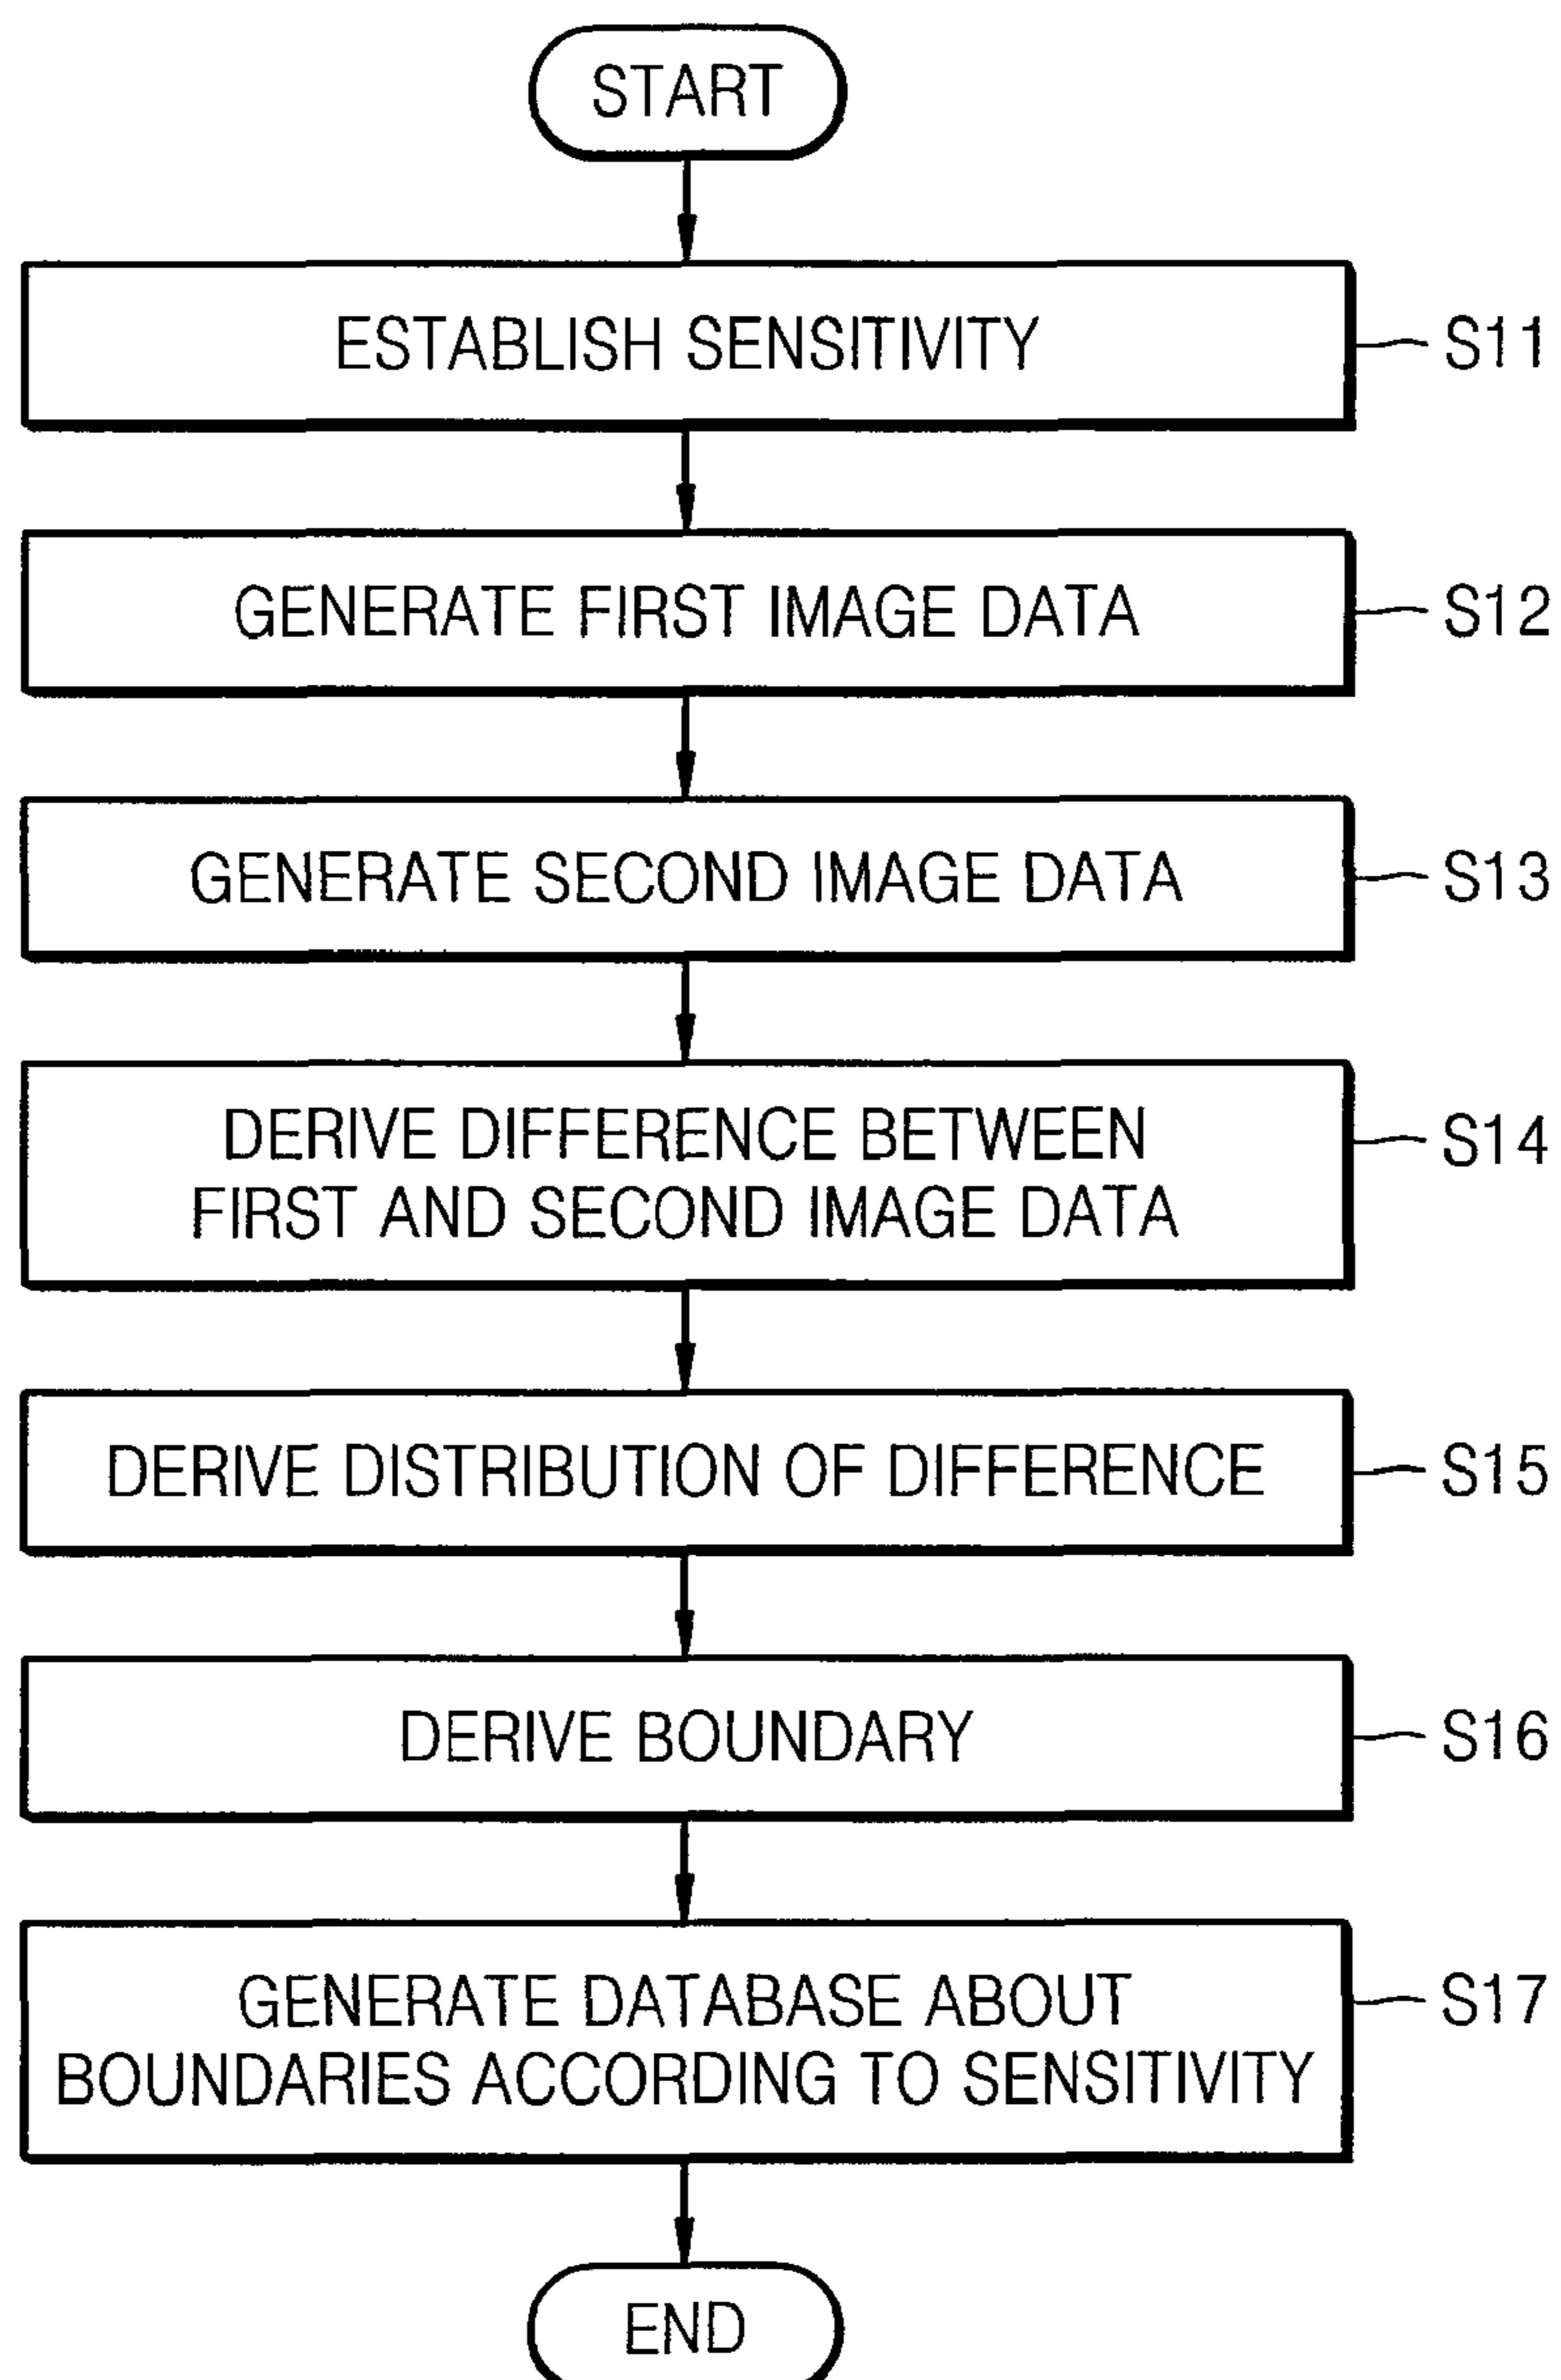 START
ESTABLISH SENSITIVITY
S11
GENERATE FIRST IMAGE DATA
S12
GENERATE SECOND IMAGE DATA
S13
DERIVE DIFFERENCE BETWEEN
FIRST AND SECOND IMAGE DATA
S14
DERIVE DISTRIBUTION OF DIFFERENCE
S15
DERIVE BOUNDARY
S16
GENERATE DATABASE ABOUT
BOUNDARIES ACCORDING TO SENSITIVITY
S17
END